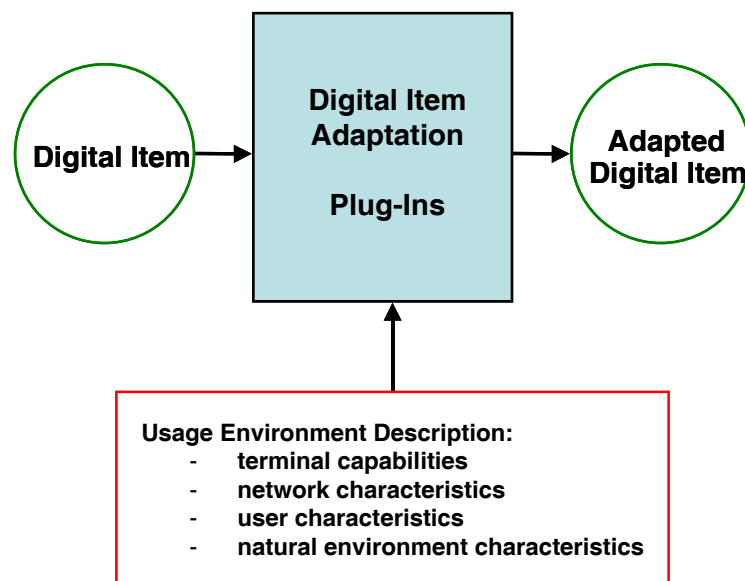 Digital Item
Digital Item
Adaptation
Plug-Ins
Adapted
Digital Item
Usage Environment Description:
- terminal capabilities
- network characteristics
- user characteristics
- natural environment characteristics